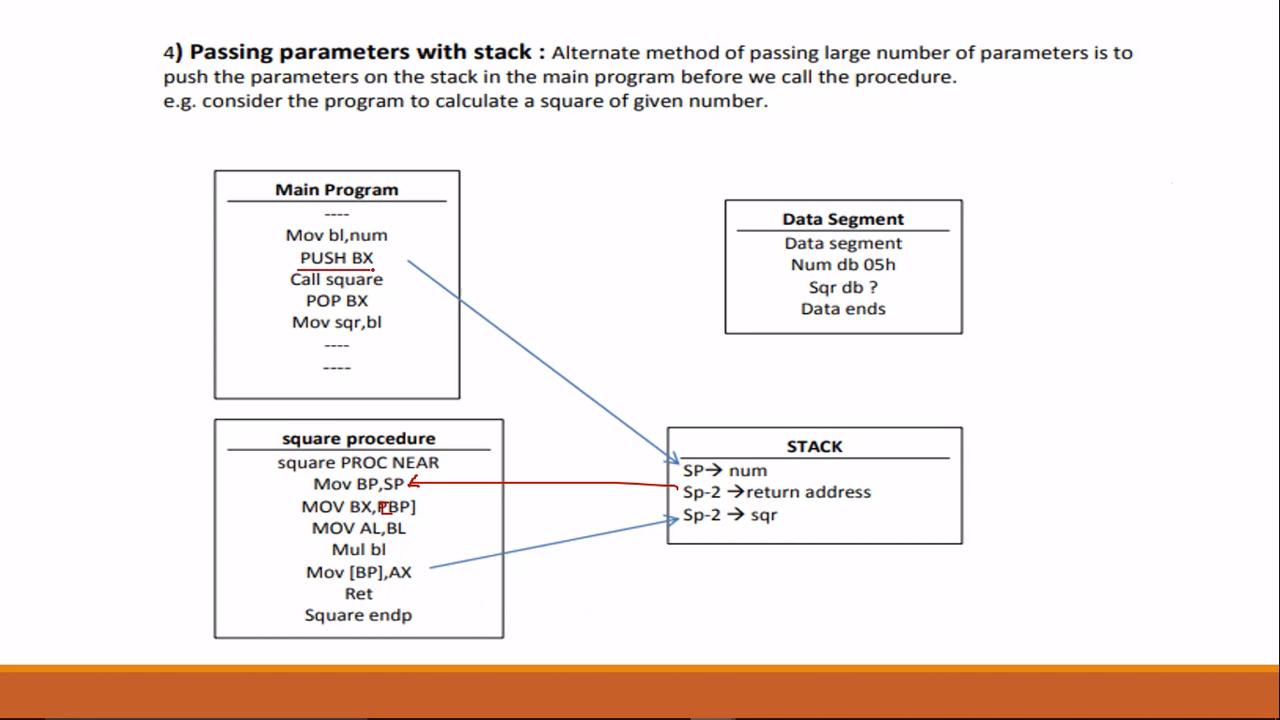 4) Passing parameters with stack : Alternate method of passing large number of parameters is to
push the parameters on the stack in the main program before we call the procedure.
e.g. consider the program to calculate a square of given number.
Main Program
----
Mov bl,num
PUSH BX
Call square
POP BX
Mov sqr,bl
----
----
Data Segment
Data segment
Num db 05h
Sqr db ?
Data ends
square procedure
square PROC NEAR
Mov BP,SP
MOV BX,[BP]
MOV AL,BL
Mul bl
Mov [BP],AX
Ret
Square endp
STACK
SP→ num
Sp-2 →return address
Sp-2 → sqr